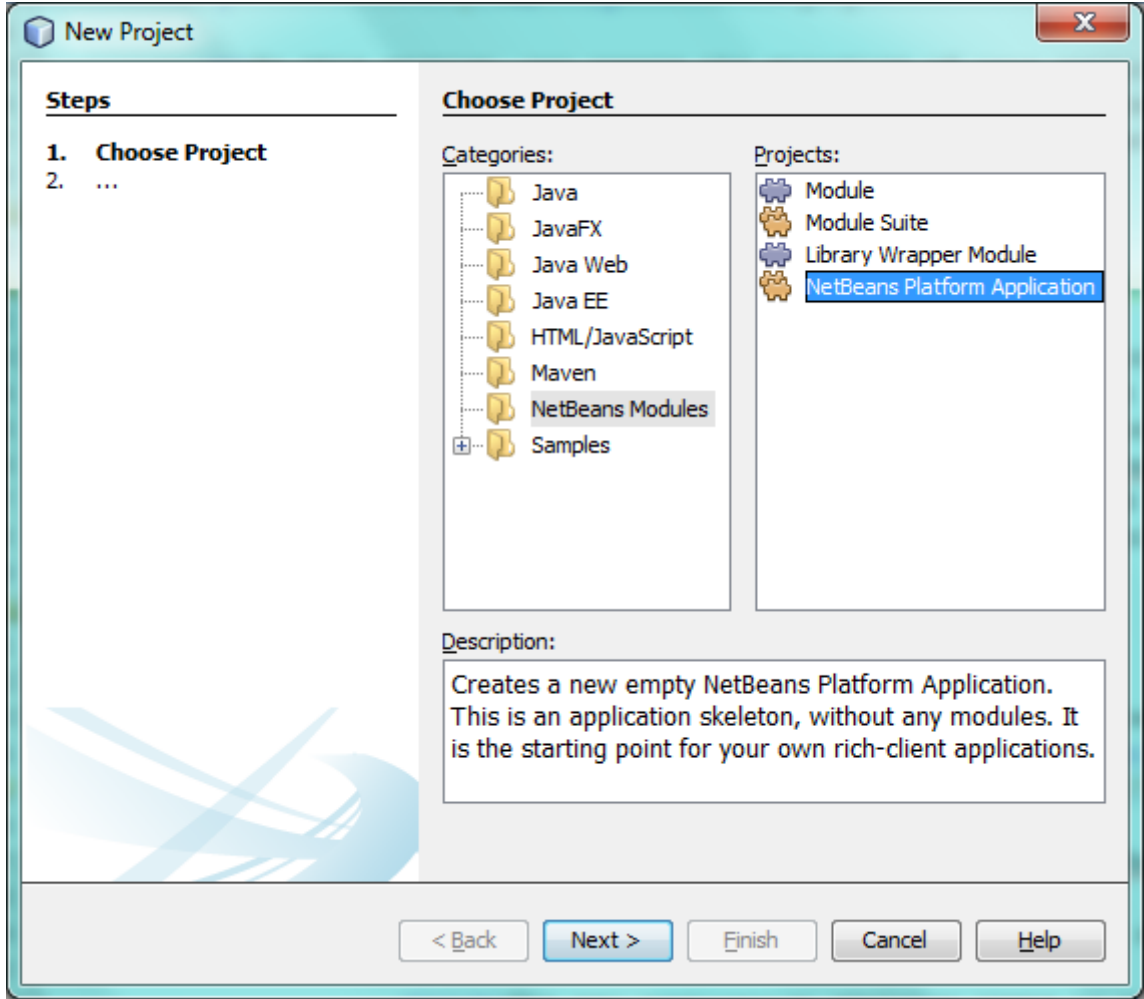 New Project
Steps
1. Choose Project
2. ...
Choose Project
Categories:
Java
JavaFX
Java Web
Java EE
HTML/JavaScript
Maven
NetBeans Modules
Samples
Projects:
Module
Module Suite
Library Wrapper Module
NetBeans Platform Application
Description:
Creates a new empty NetBeans Platform Application.
This is an application skeleton, without any modules. It
is the starting point for your own rich-client applications.
< Back
Next >
Finish
Cancel
Help